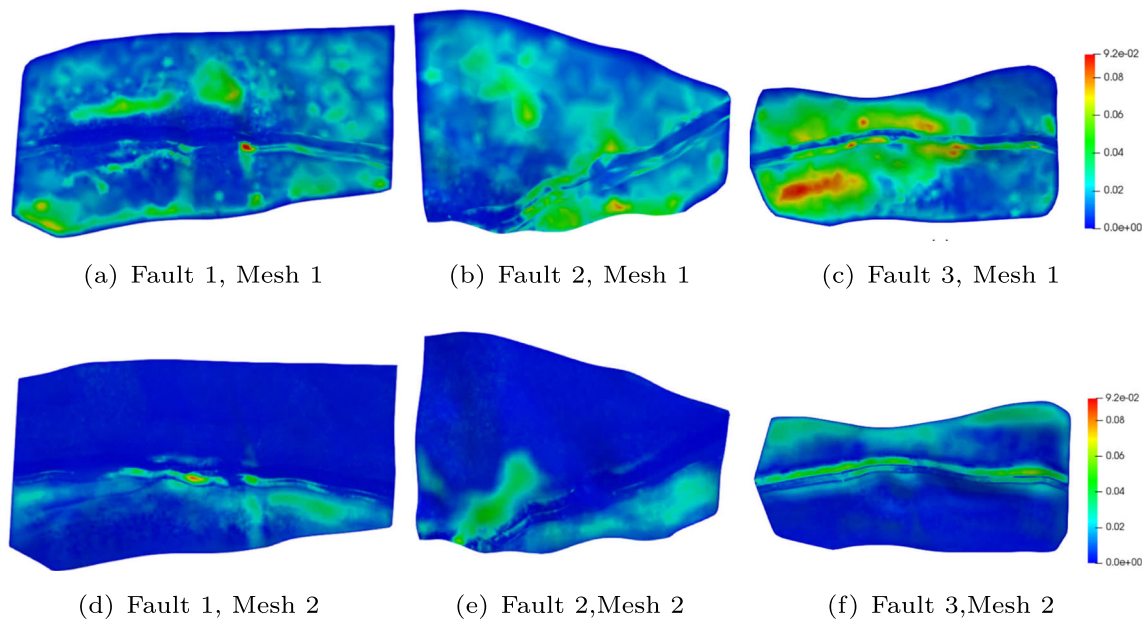 9.2e-02
0.08
0.06
0.04
0.02
0.0e+00
(a) Fault 1, Mesh 1
(b) Fault 2, Mesh 1
(c) Fault 3, Mesh 1
9.2e-02
0.08
0.06
0.04
0.02
0.0e+00
(d) Fault 1, Mesh 2
(e) Fault 2,Mesh 2
(f) Fault 3,Mesh 2